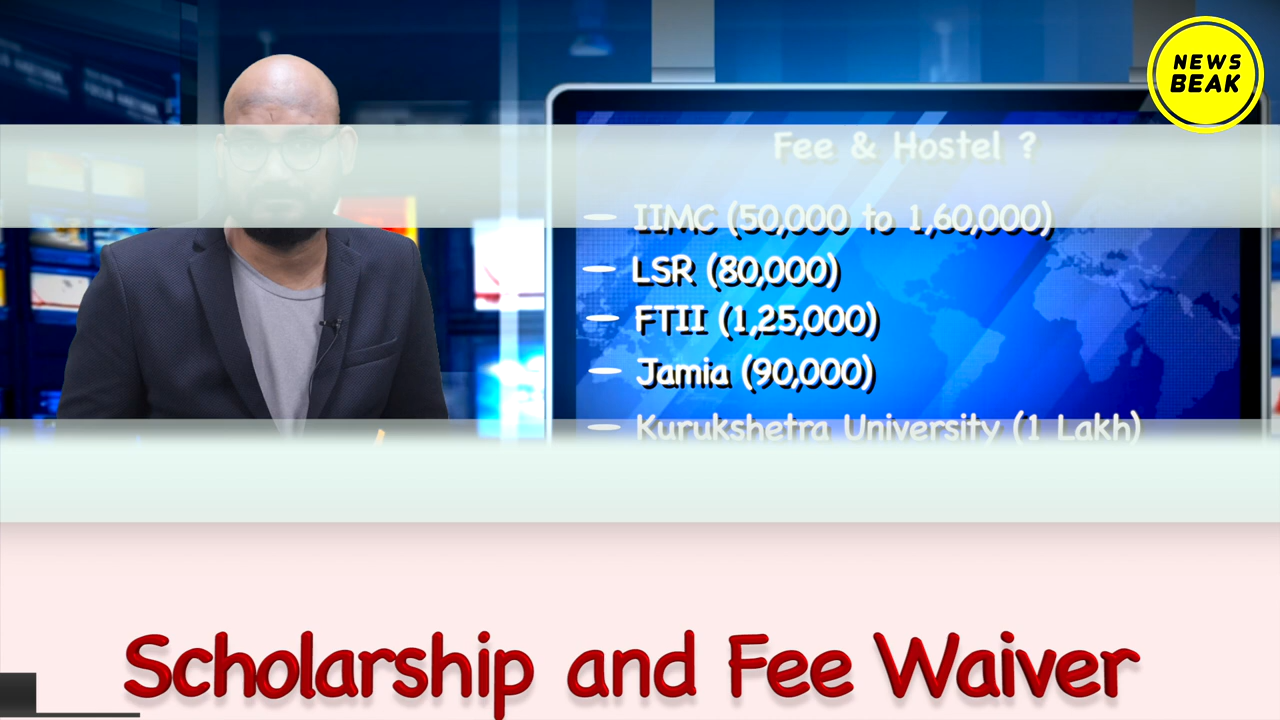 NEWS
BEAK
Fee & Hostel ?
– IIMC (50,000 to 1,60,000)
– LSR (80,000)
– FTII (1,25,000)
– Jamia (90,000)
– Kurukshetra University (1 Lakh)
Scholarship and Fee Waiver